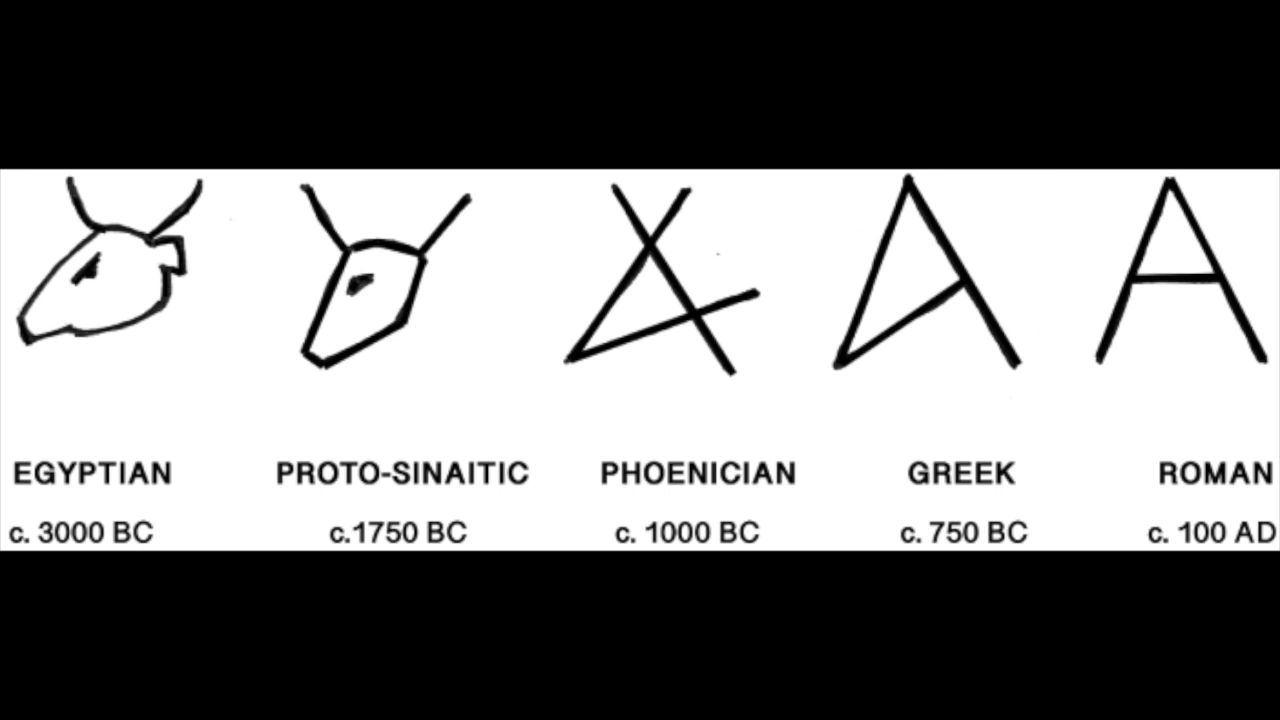 A
EGYPTIAN PROTO-SINAITIC PHOENICIAN GREEK ROMAN
c. 3000 BC c.1750 BC c. 1000 BC c. 750 BC c. 100 AD